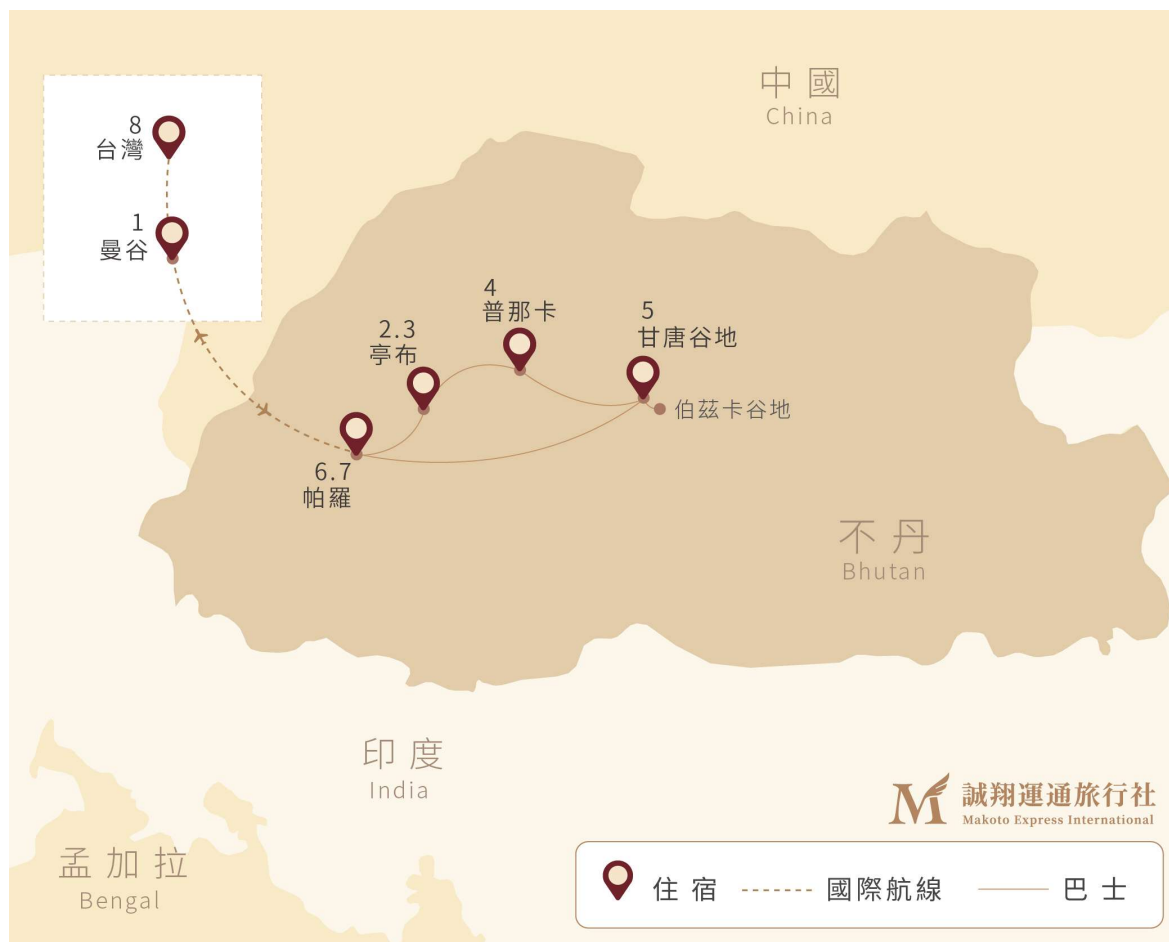 中國
China
8
台灣
1
曼谷
4
普那卡
5
甘唐谷地
2.3
亭布
伯茲卡谷地
6.7
帕羅
不丹
Bhutan
印度
India
誠翔運通旅行社
Makoto Express International
孟加拉
Bengal
住宿 國際航線 巴士